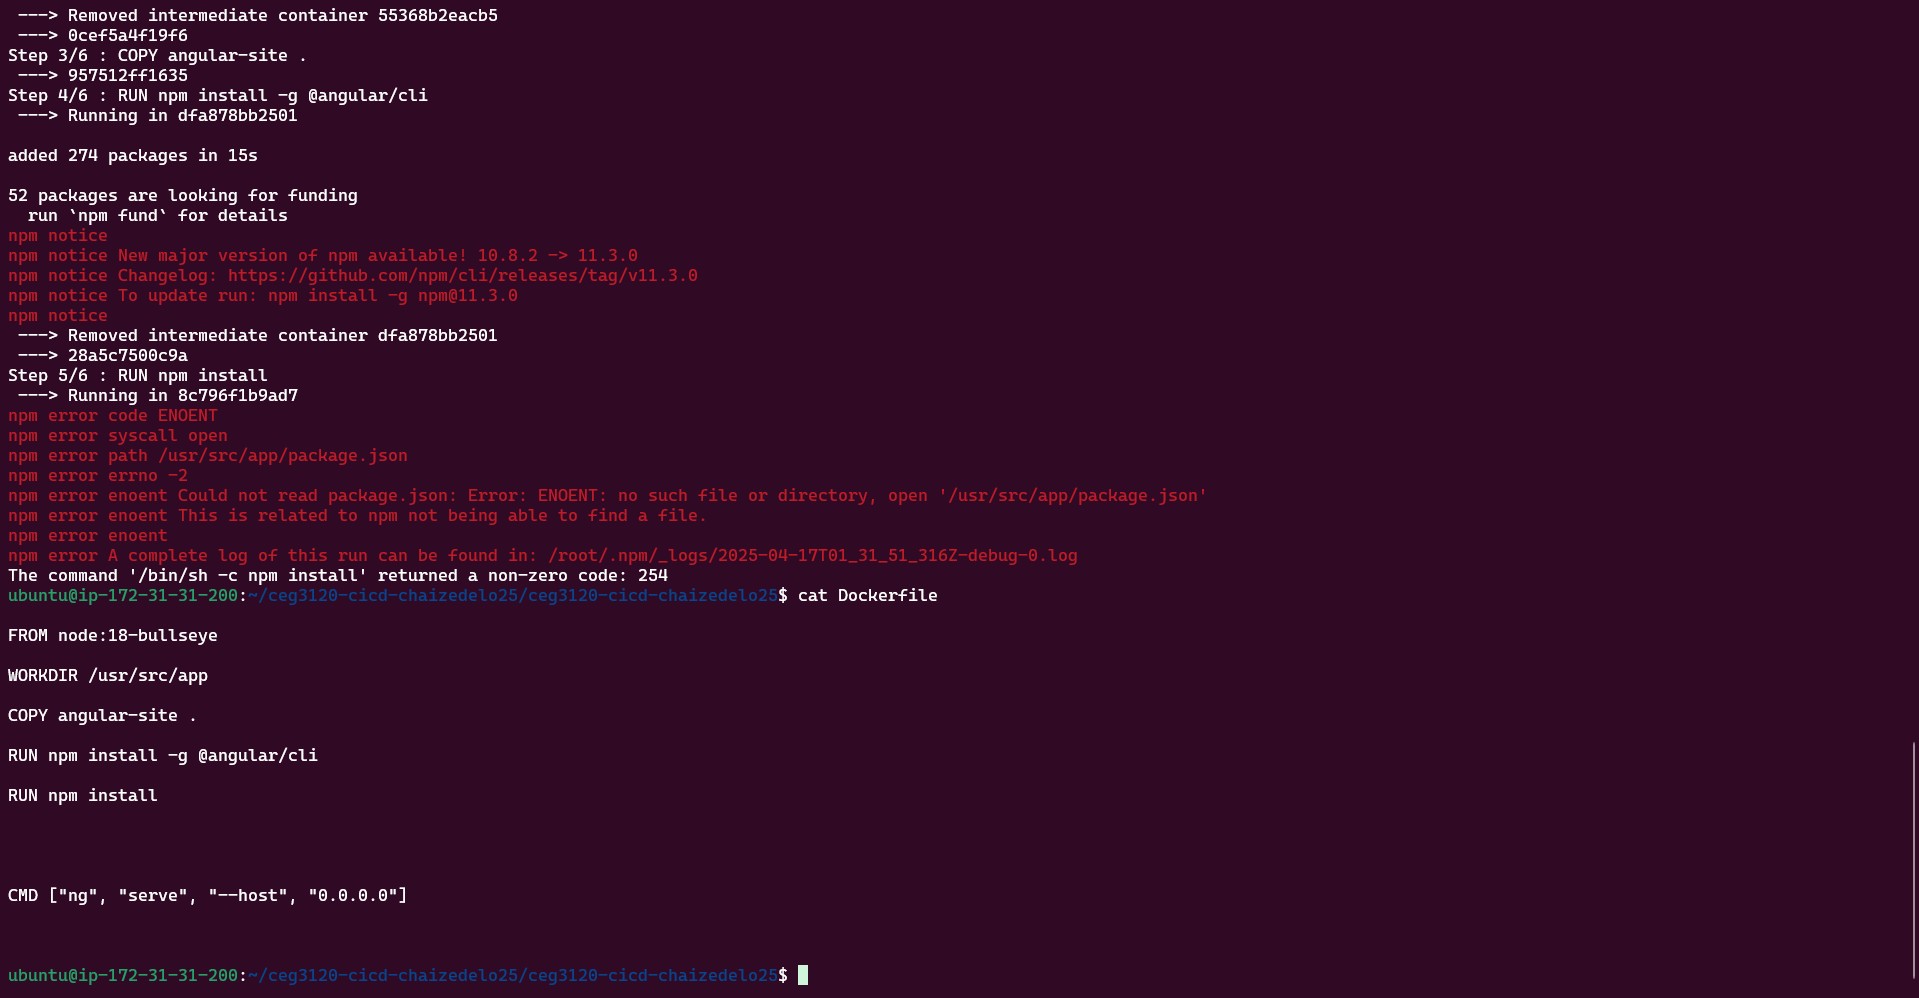 ---> Removed intermediate container 55368b2eacb5
---> 0cef5a4f19f6
Step 3/6 : COPY angular-site .
---> 957512ff1635
Step 4/6 : RUN npm install -g @angular/cli
---> Running in dfa878bb2501
added 274 packages in 15s
52 packages are looking for funding
run `npm fund` for details
npm notice
npm notice New major version of npm available! 10.8.2 -> 11.3.0
npm notice Changelog: https://github.com/npm/cli/releases/tag/v11.3.0
npm notice To update run: npm install -g npm@11.3.0
npm notice
---> Removed intermediate container dfa878bb2501
---> 28a5c7500c9a
Step 5/6 : RUN npm install
---> Running in 8c796f1b9ad7
npm error code ENOENT
npm error syscall open
npm error path /usr/src/app/package.json
npm error errno -2
npm error enoent Could not read package.json: Error: ENOENT: no such file or directory, open '/usr/src/app/package.json'
npm error enoent This is related to npm not being able to find a file.
npm error enoent
npm error A complete log of this run can be found in: /root/.npm/_logs/2025-04-17T01_31_51_316Z-debug-0.log
The command '/bin/sh -c npm install' returned a non-zero code: 254
ubuntu@ip-172-31-31-200:~/ceg3120-cicd-chaizedelo25/ceg3120-cicd-chaizedelo25$ cat Dockerfile
FROM node:18-bullseye
WORKDIR /usr/src/app
COPY angular-site .
RUN npm install -g @angular/cli
RUN npm install
CMD ["ng", "serve", "--host", "0.0.0.0"]
ubuntu@ip-172-31-31-200:~/ceg3120-cicd-chaizedelo25/ceg3120-cicd-chaizedelo25$